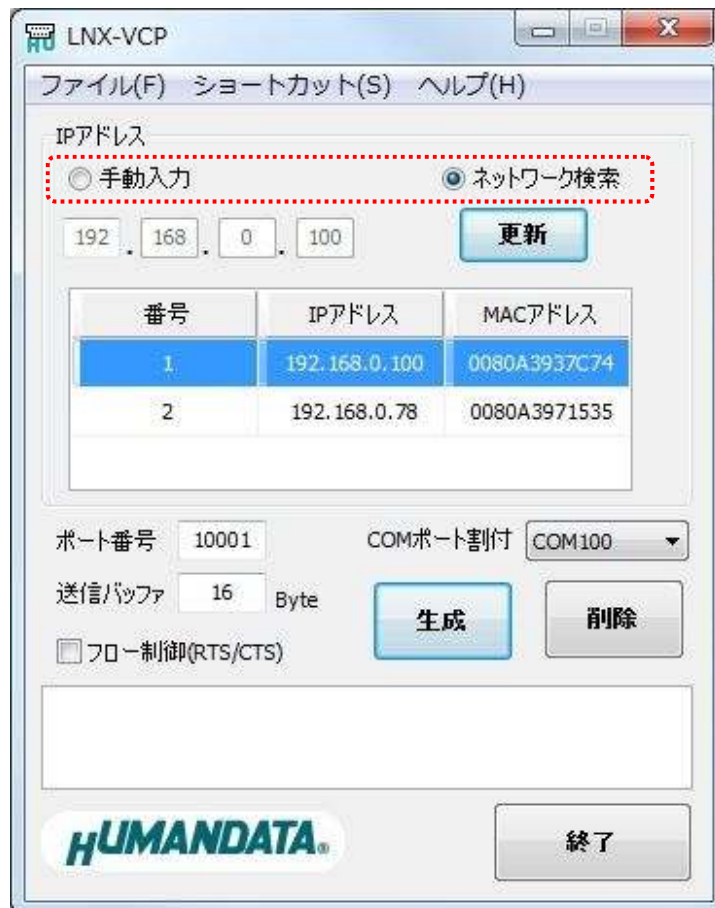 LNX-VCP
ファイル(F) ショートカット(S) ヘルプ(H)
IPアドレス
手動入力 ネットワーク検索
192 . 168 . 0 . 100 更新
番号 IPアドレス MACアドレス
1 192.168.0.100 0080A3937C74
2 192.168.0.78 0080A3971535
ポート番号 10001 COMポート割付 COM100
送信バッファ 16 Byte 生成 削除
フロー制御(RTS/CTS)
HUMANDATA® 終了